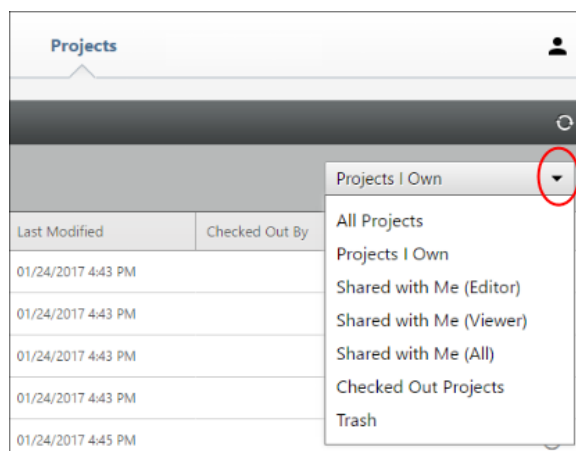 Projects
Projects I Own
Last Modified
Checked Out By
All Projects
Projects I Own
Shared with Me (Editor)
Shared with Me (Viewer)
Shared with Me (All)
Checked Out Projects
Trash
01/24/2017 4:43 PM
01/24/2017 4:43 PM
01/24/2017 4:43 PM
01/24/2017 4:43 PM
01/24/2017 4:45 PM